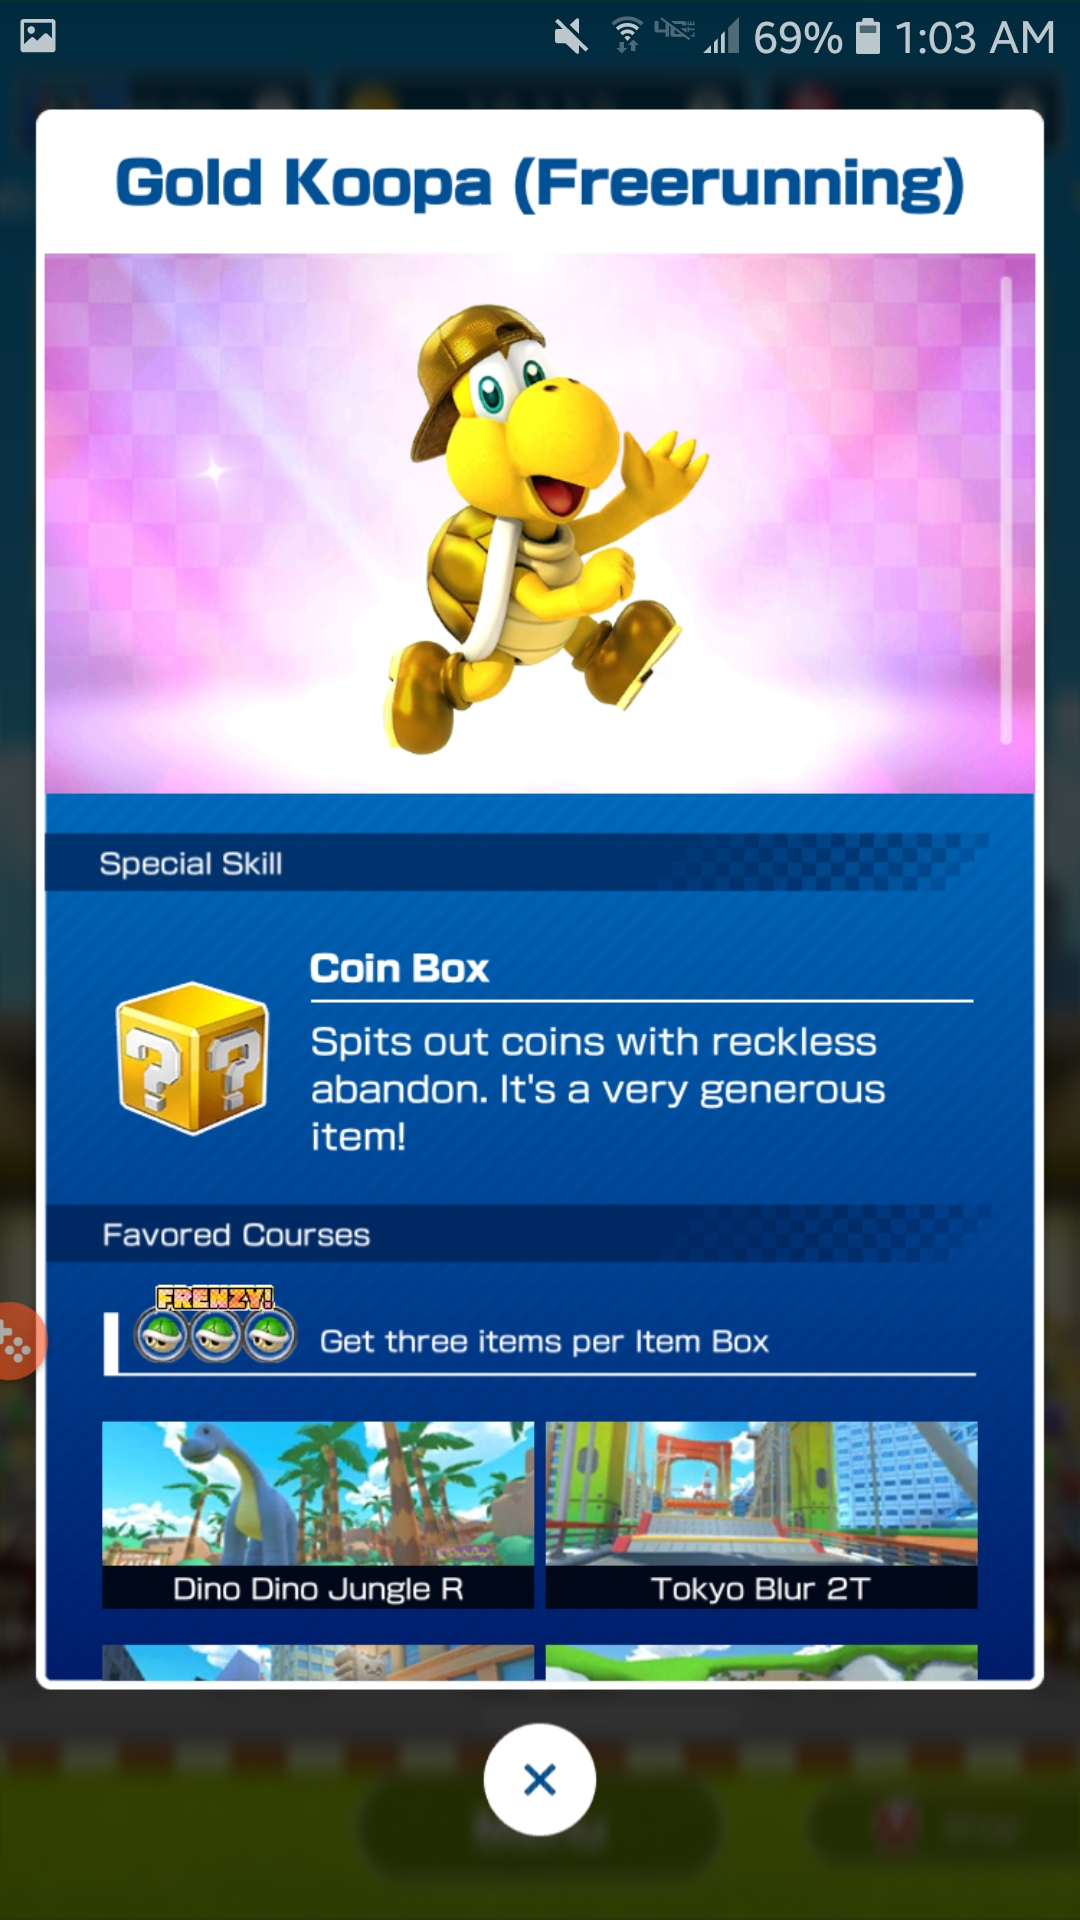 69% 1:03 AM
Gold Koopa (Freerunning)
Special Skill
Coin Box
Spits out coins with reckless
abandon. It's a very generous
item!
Favored Courses
FRENZY!
Get three items per Item Box
Dino Dino Jungle R
Tokyo Blur 2T